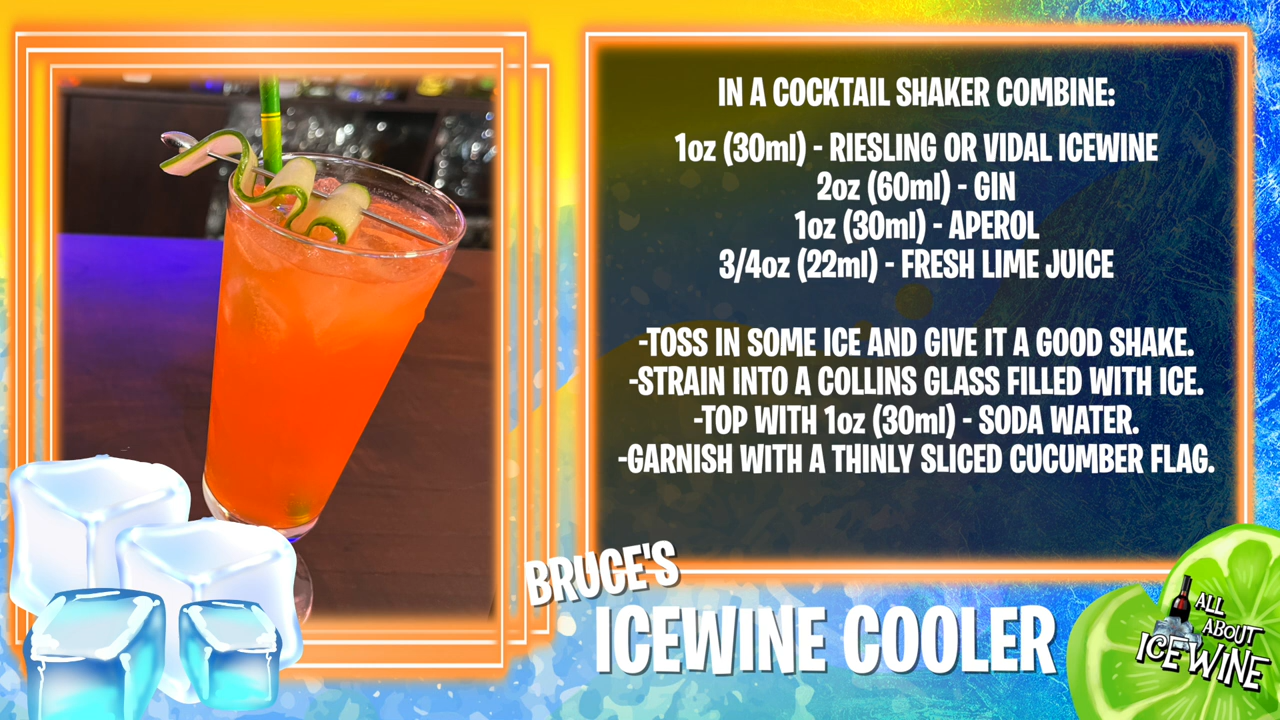 IN A COCKTAIL SHAKER COMBINE:
1oz (30ml) - RIESLING OR VIDAL ICEWINE
2oz (60ml) - GIN
1oz (30ml) - APEROL
3/4oz (22ml) - FRESH LIME JUICE
-TOSS IN SOME ICE AND GIVE IT A GOOD SHAKE.
-STRAIN INTO A COLLINS GLASS FILLED WITH ICE.
-TOP WITH 1oz (30ml) - SODA WATER.
-GARNISH WITH A THINLY SLICED CUCUMBER FLAG.
BRUCE'S
ICEWINE COOLER
ALL
ABOUT
ICEWINE